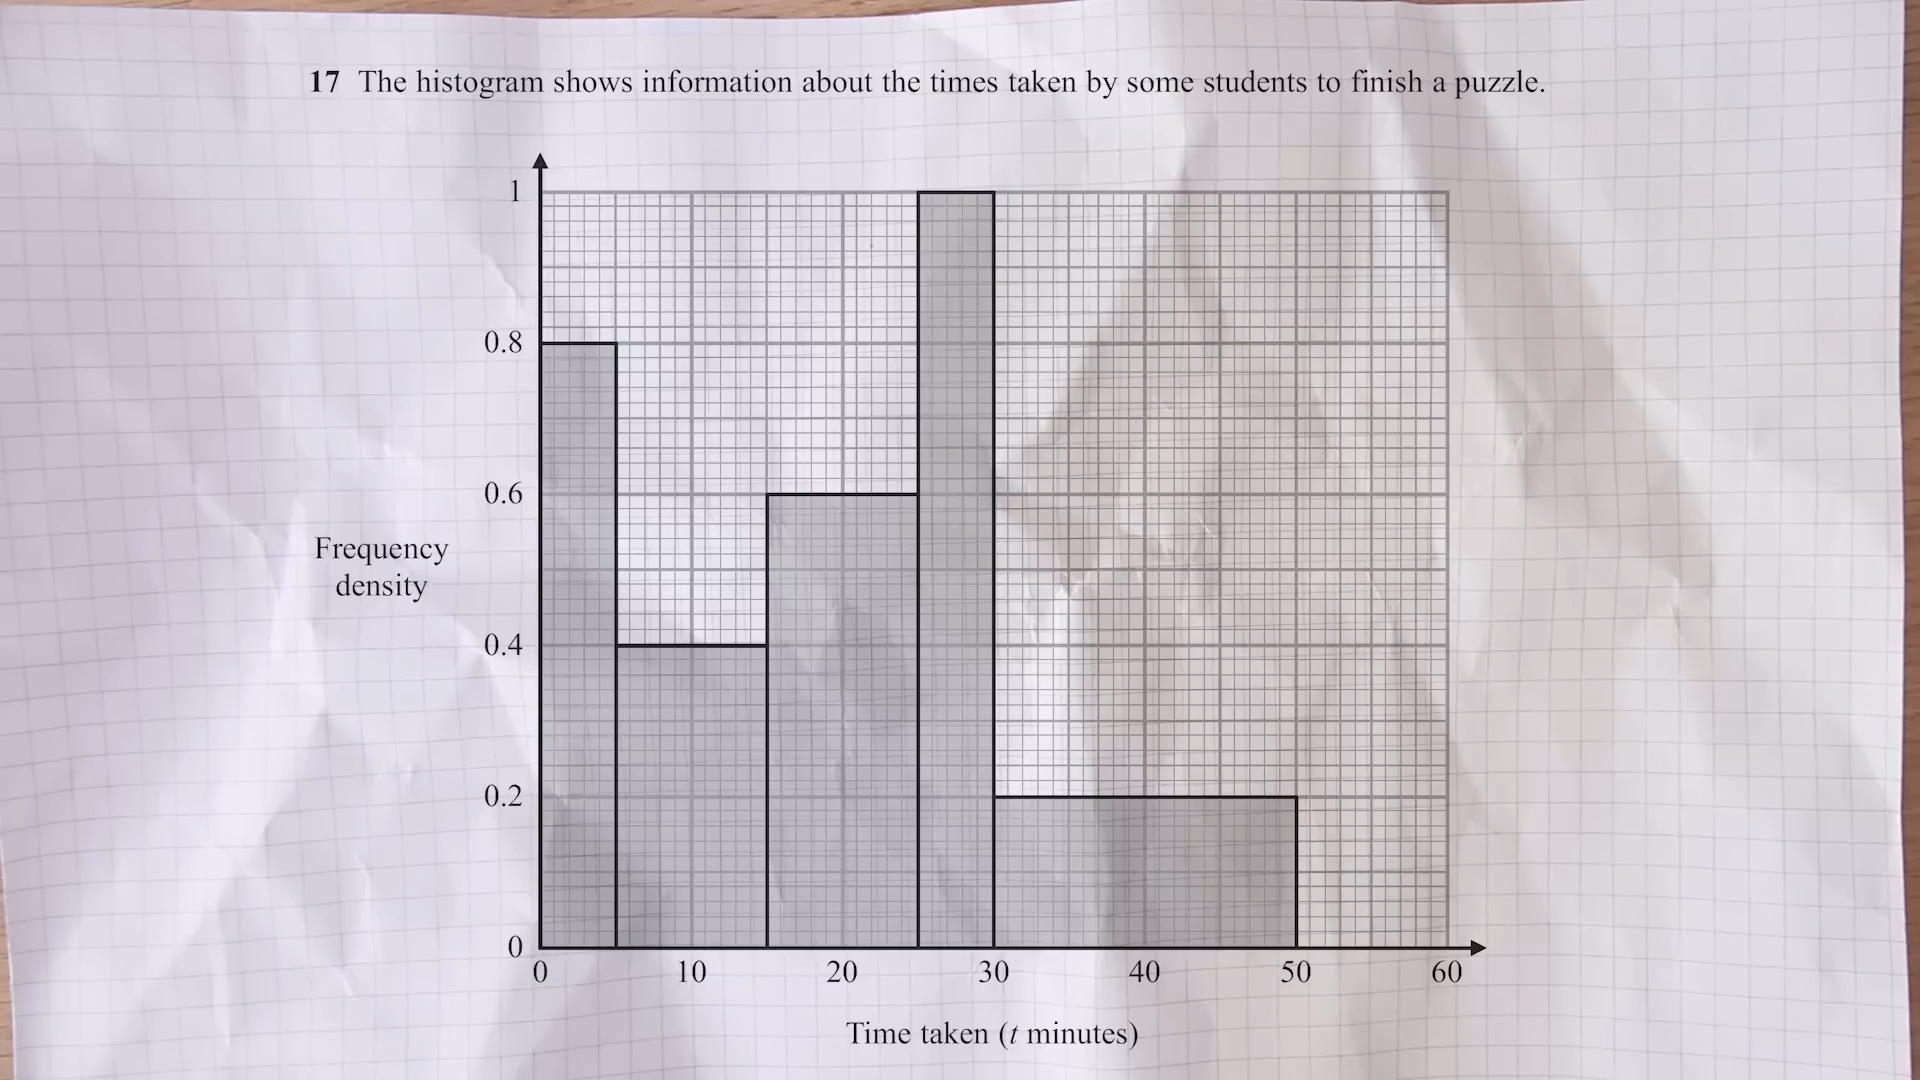 17 The histogram shows information about the times taken by some students to finish a puzzle.
1
0.8
0.6
Frequency
density
0.4
0.2
0
0 10 20 30 40 50 60
Time taken (t minutes)